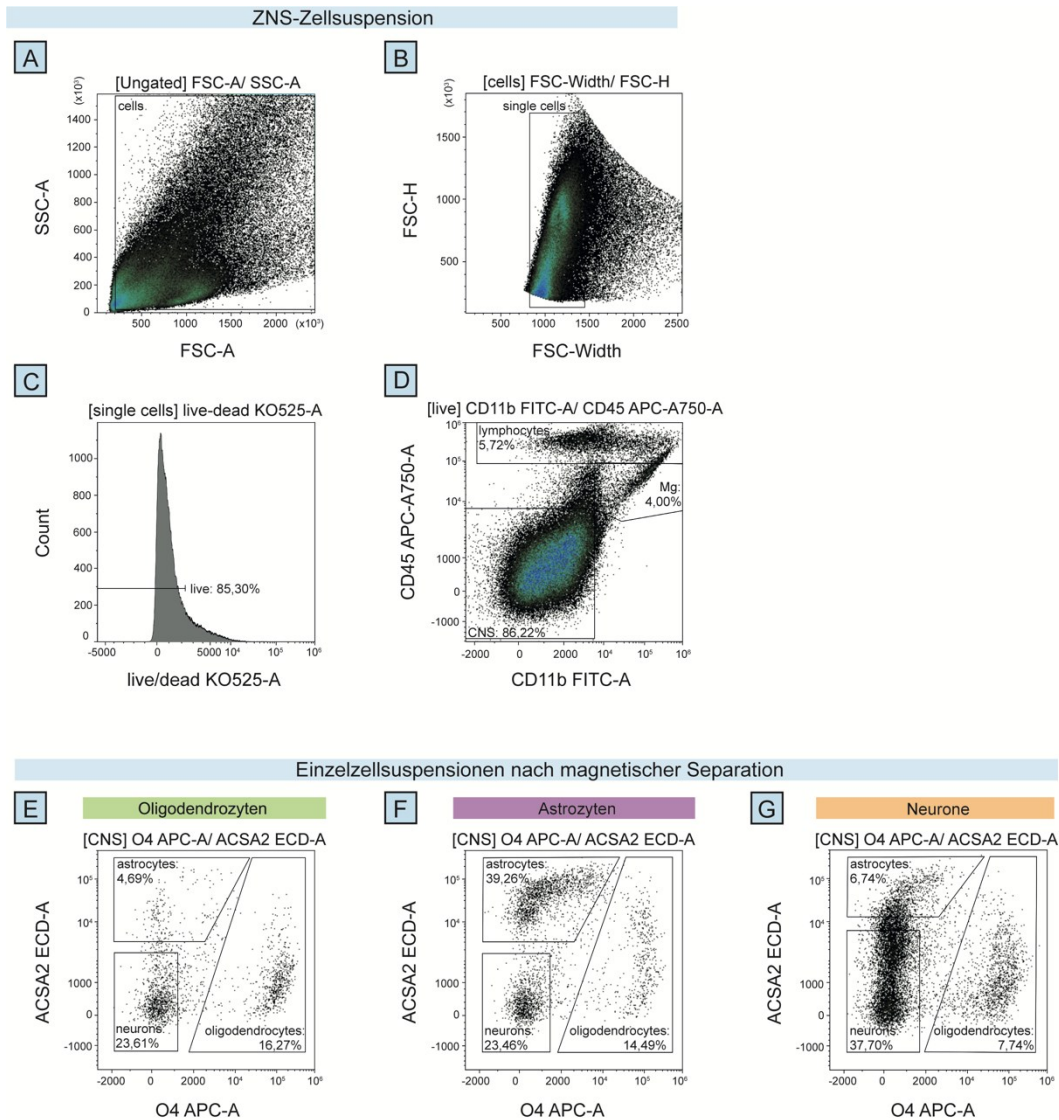 ZNS-Zellsuspension
A
[Ungated] FSC-A/ SSC-A
(x10³)
cells
1400
1200
1000
800
600
400
200
0
SSC-A
500
1000
1500
2000
(x10³)
FSC-A
B
[cells] FSC-Width/ FSC-H
(x10³)
single cells
1500
1000
500
FSC-H
500
1000
1500
2000
2500
FSC-Width
C
[single cells] live-dead KO525-A
1000
800
600
400
200
0
Count
live: 85,30%
-5000
0
5000
10⁴
10⁵
10⁶
live/dead KO525-A
D
[live] CD11b FITC-A/ CD45 APC-A750-A
10⁶
lymphocytes:
5,72%
10⁵
Mg:
4,00%
10⁴
1000
0
-1000
CD45 APC-A750-A
CNS: 86,22%
-2000
0
2000
10⁴
10⁵
10⁶
CD11b FITC-A
Einzelzellsuspensionen nach magnetischer Separation
E
Oligodendrozyten
[CNS] O4 APC-A/ ACSA2 ECD-A
astrocytes:
4,69%
10⁵
10⁴
1000
0
-1000
ACSA2 ECD-A
neurons:
23,61%
oligodendrocytes:
16,27%
-2000
0
2000
10⁴
10⁵
10⁶
O4 APC-A
F
Astrozyten
[CNS] O4 APC-A/ ACSA2 ECD-A
astrocytes:
39,26%
10⁵
10⁴
1000
0
-1000
ACSA2 ECD-A
neurons:
23,46%
oligodendrocytes:
14,49%
-2000
0
2000
10⁴
10⁵
10⁶
O4 APC-A
G
Neurone
[CNS] O4 APC-A/ ACSA2 ECD-A
astrocytes:
6,74%
10⁵
10⁴
1000
0
-1000
ACSA2 ECD-A
neurons:
37,70%
oligodendrocytes:
7,74%
-2000
0
2000
10⁴
10⁵
10⁶
O4 APC-A